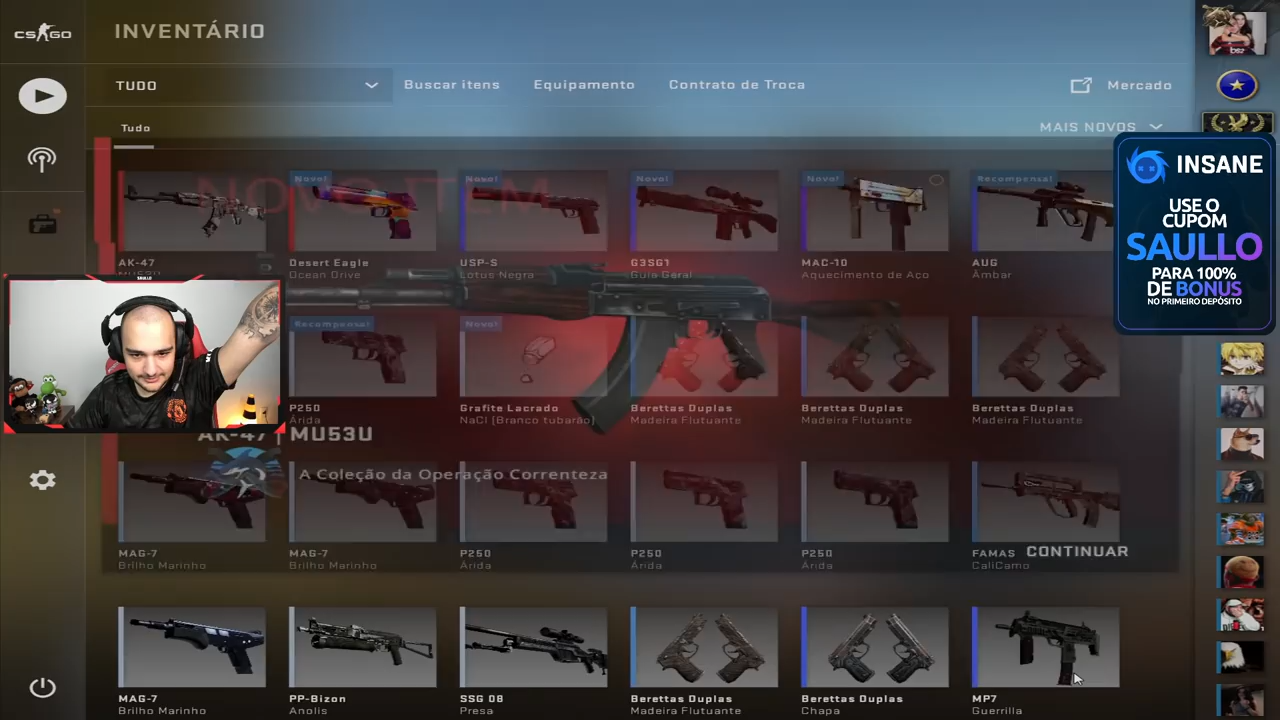 CS GO
INVENTÁRIO
TUDO
Buscar itens
Equipamento
Contrato de Troca
Mercado
Tudo
MAIS NOVOS
NOVO ITEM
Novo!
Novo!
Novo!
Novo!
Recompensa!
AK-47
MU53U
Desert Eagle
Ocean Drive
USP-S
Lótus Negra
G3SG1
Guia Geral
MAC-10
Aquecimento de Aço
AUG
Âmbar
INSANE
USE O
CUPOM
SAULLO
PARA 100%
DE BONUS
NO PRIMEIRO DEPÓSITO
SAULLO
Recompensa!
Novo!
P250
Árida
Grafite Lacrado
NaCl (Branco tubarão)
Berettas Duplas
Madeira Flutuante
Berettas Duplas
Madeira Flutuante
Berettas Duplas
Madeira Flutuante
AK-47 | MU53U
A Coleção da Operação Correnteza
MAG-7
Brilho Marinho
MAG-7
Brilho Marinho
P250
Árida
P250
Árida
P250
Árida
FAMAS
CaliCamo
CONTINUAR
MAG-7
Brilho Marinho
PP-Bizon
Anolis
SSG 08
Presa
Berettas Duplas
Madeira Flutuante
Berettas Duplas
Chapa
MP7
Guerrilla